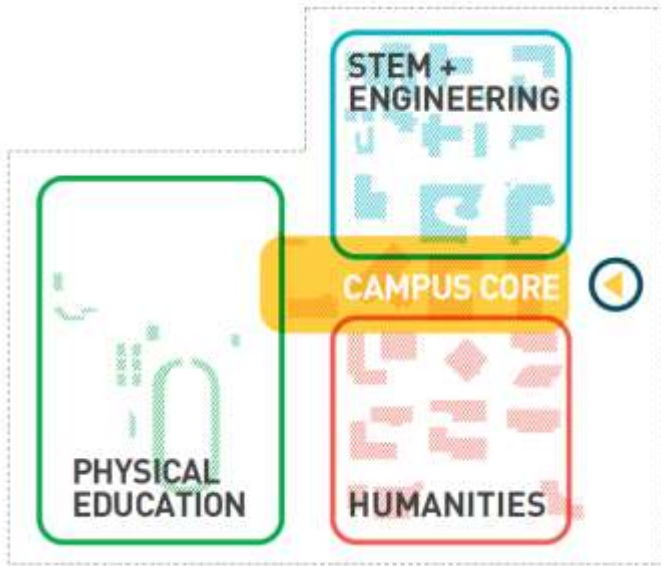 STEM +
ENGINEERING
CAMPUS CORE
PHYSICAL
EDUCATION
HUMANITIES